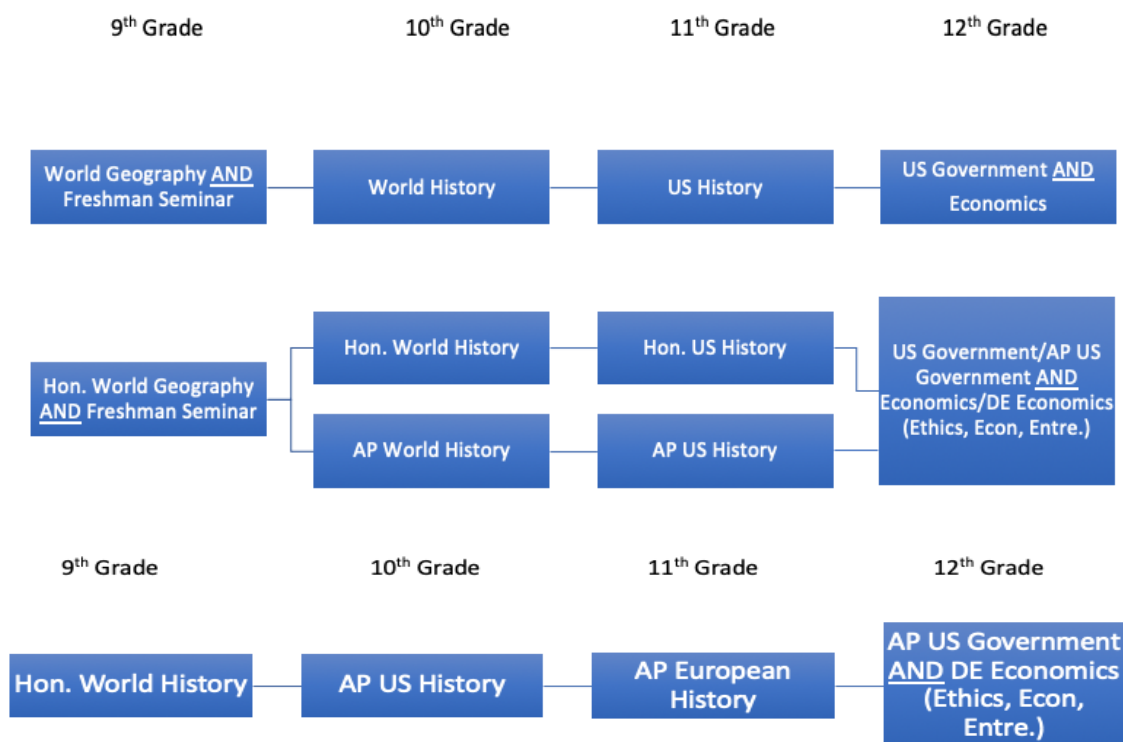 9th Grade
10th Grade
11th Grade
12th Grade
World Geography AND
Freshman Seminar
World History
US History
US Government AND
Economics
Hon. World Geography
AND Freshman Seminar
Hon. World History
Hon. US History
AP World History
AP US History
US Government/AP US
Government AND
Economics/DE Economics
(Ethics, Econ, Entre.)
9th Grade
10th Grade
11th Grade
12th Grade
Hon. World History
AP US History
AP European
History
AP US Government
AND DE Economics
(Ethics, Econ,
Entre.)